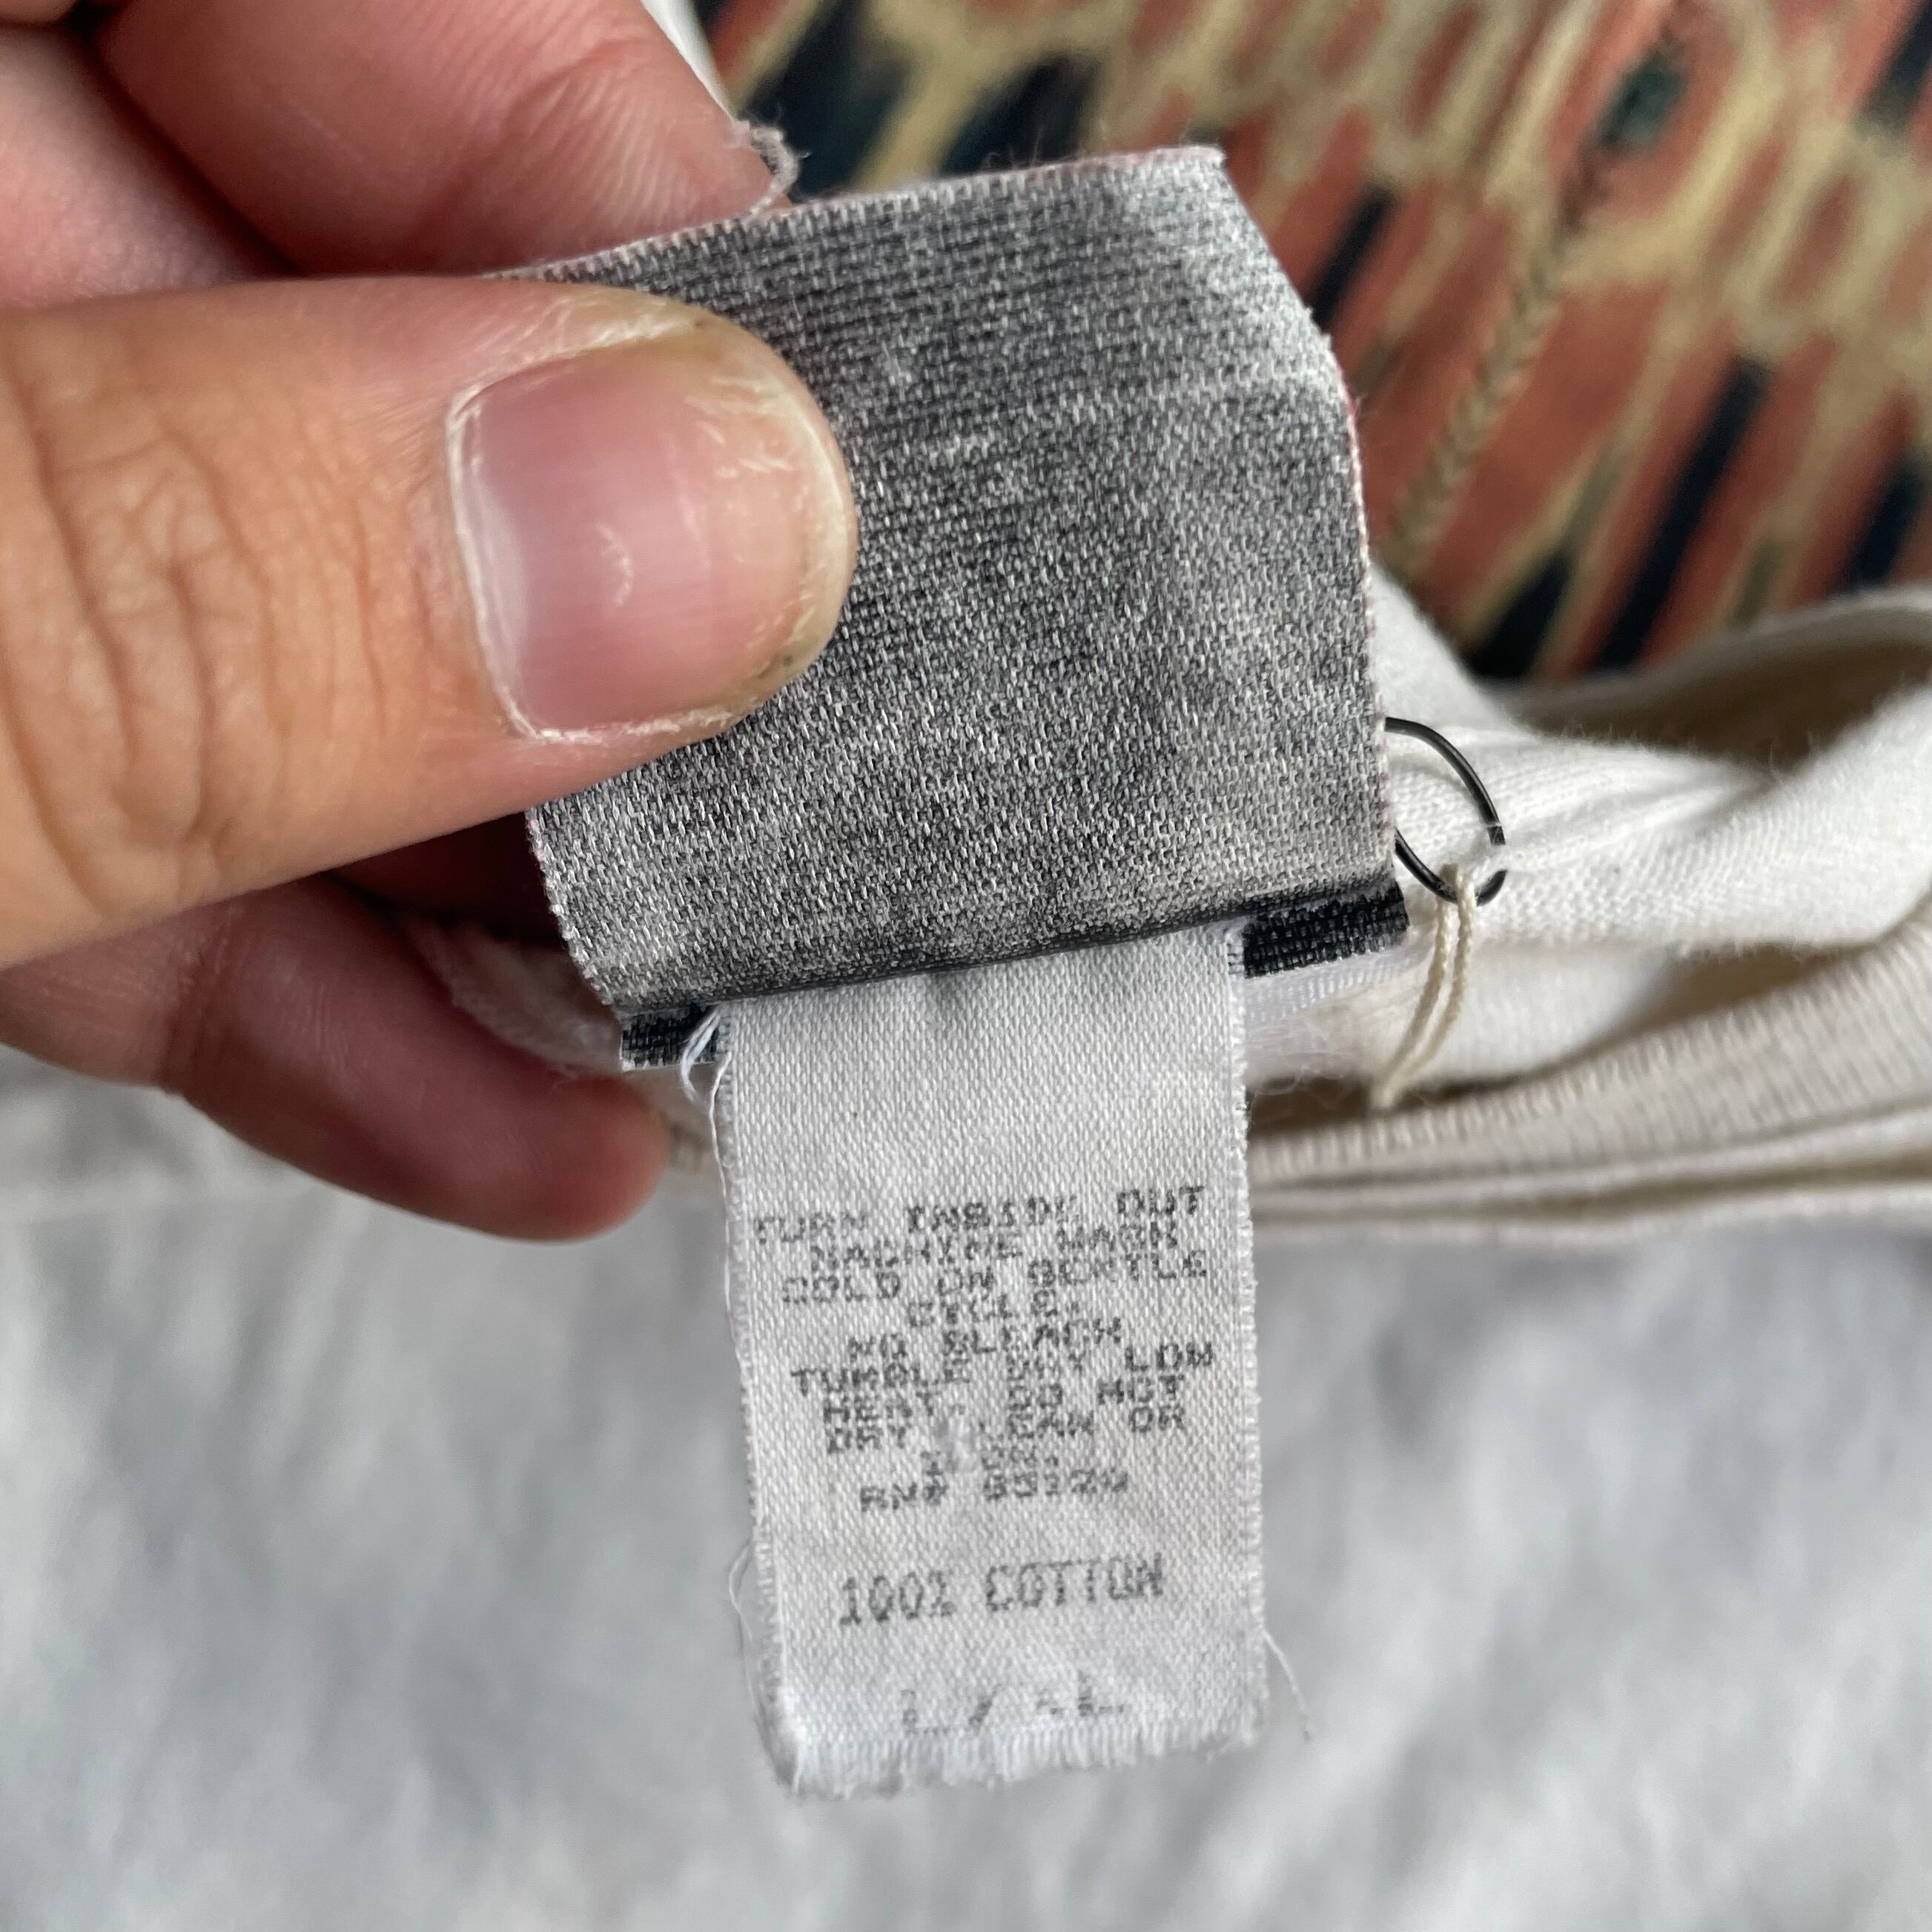 TURN INSIDE OUT
MACHINE WASH
COLD ON GENTLE
CYCLE.
NO BLEACH
TUMBLE DRY LOW
HEAT. DO NOT
DRY CLEAN OR
RN#
100% COTTON